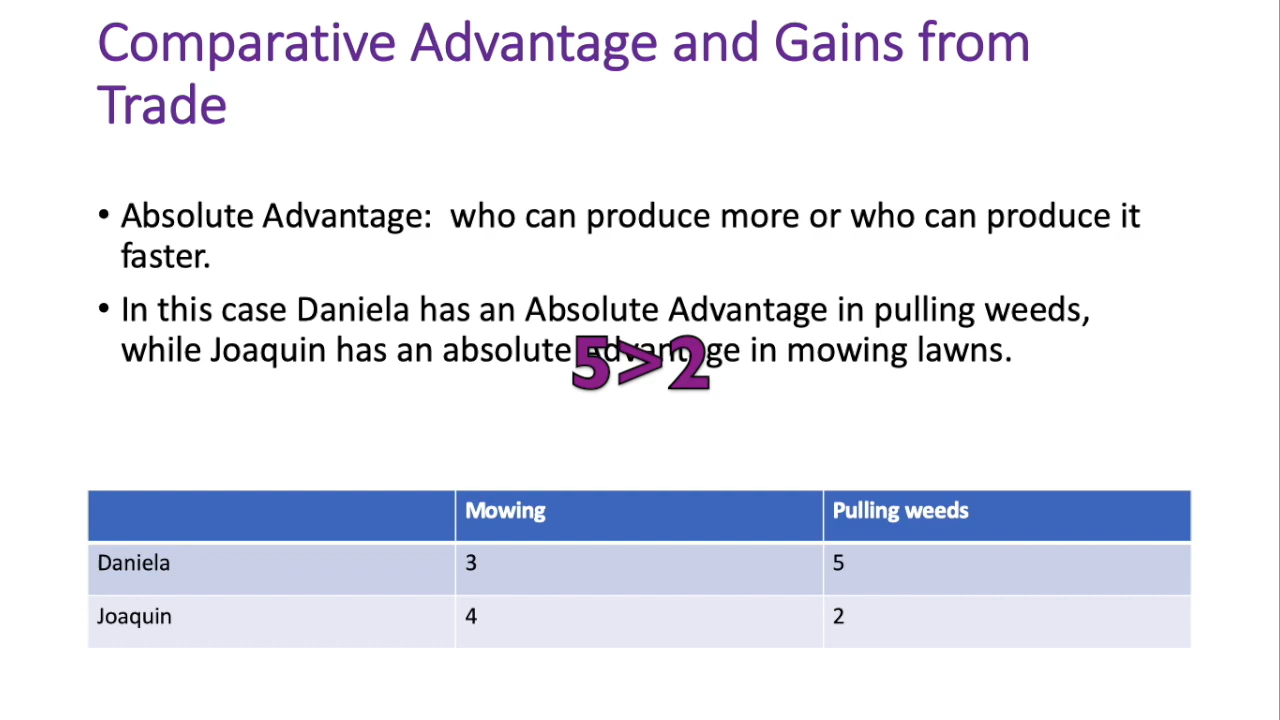 Comparative Advantage and Gains from
Trade
• Absolute Advantage:  who can produce more or who can produce it
faster.
• In this case Daniela has an Absolute Advantage in pulling weeds,
while Joaquin has an absolute Advantage in mowing lawns.
5>2
Mowing Pulling weeds
Daniela 3 5
Joaquin 4 2